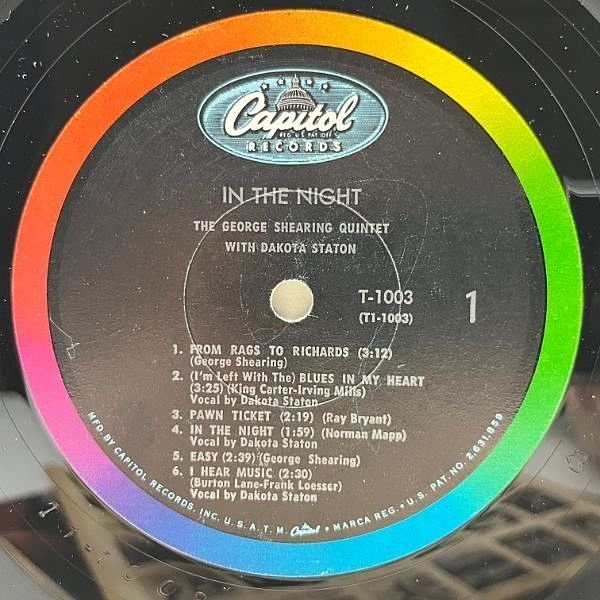 Capitol
REG. U.S. PAT. OFF.
RECORDS
IN THE NIGHT
THE GEORGE SHEARING QUINTET
WITH DAKOTA STATON
T-1003
(T1-1003)
1
1. FROM RAGS TO RICHARDS (3:12)
(George Shearing)
2. (I'm Left With The) BLUES IN MY HEART
(3:25) (King Carter-Irving Mills)
Vocal by Dakota Staton
3. PAWN TICKET (2:19) (Ray Bryant)
4. IN THE NIGHT (1:59) (Norman Mapp)
Vocal by Dakota Staton
5. EASY (2:39) (George Shearing)
6. I HEAR MUSIC (2:30)
(Burton Lane-Frank Loesser)
Vocal by Dakota Staton
MFD. BY CAPITOL RECORDS, INC. U.S.A. T.M. Capitol • MARCA REG. • U.S. PAT. NO. 2,631,859